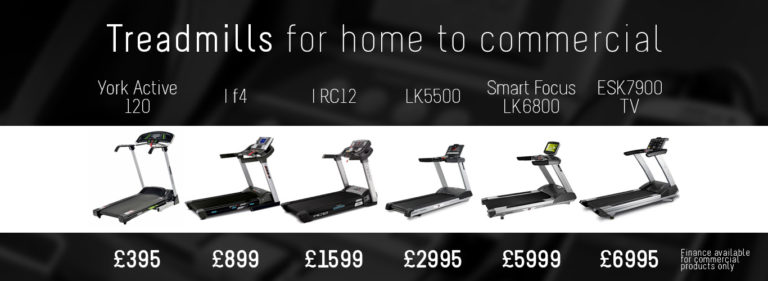 Treadmills for home to commercial
York Active
120
I f4
I RC12
LK5500
Smart Focus
LK6800
ESK7900
TV
£395
£899
£1599
£2995
£5999
£6995
Finance available
for commercial
products only